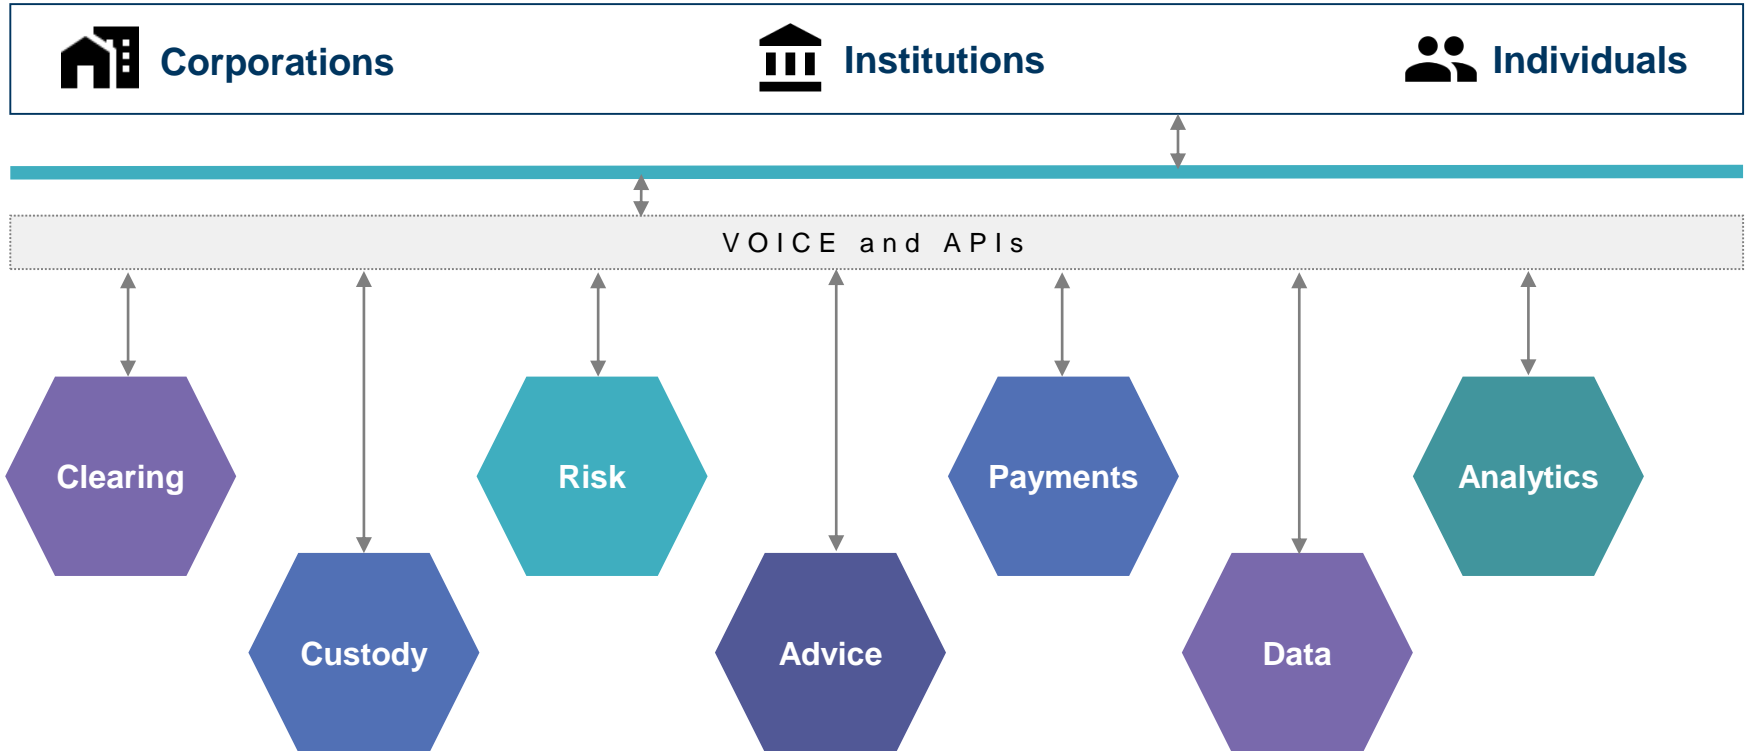 Corporations
Institutions
Individuals
VOICE and APIs
Clearing
Risk
Payments
Analytics
Custody
Advice
Data